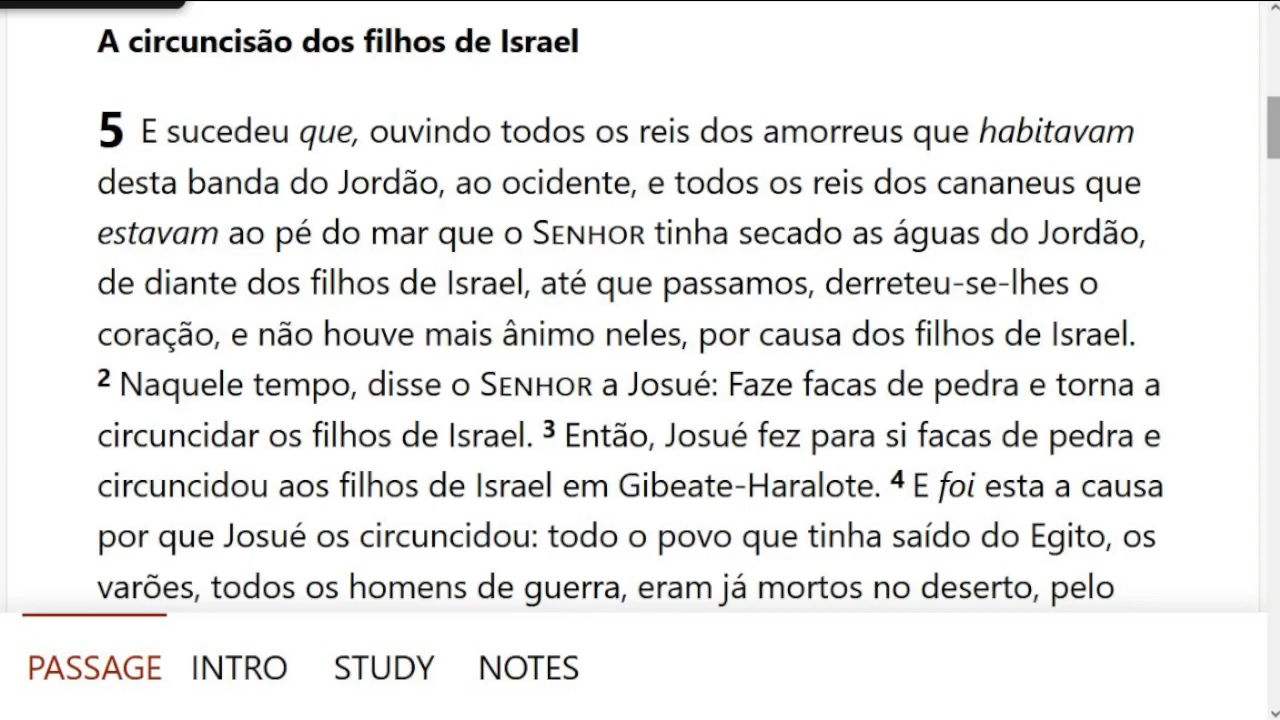 A circuncisão dos filhos de Israel
5 E sucedeu que, ouvindo todos os reis dos amorreus que habitavam
desta banda do Jordão, ao ocidente, e todos os reis dos cananeus que
estavam ao pé do mar que o SENHOR tinha secado as águas do Jordão,
de diante dos filhos de Israel, até que passamos, derreteu-se-lhes o
coração, e não houve mais ânimo neles, por causa dos filhos de Israel.
2 Naquele tempo, disse o SENHOR a Josué: Faze facas de pedra e torna a
circuncidar os filhos de Israel. 3 Então, Josué fez para si facas de pedra e
circuncidou aos filhos de Israel em Gibeate-Haralote. 4 E foi esta a causa
por que Josué os circuncidou: todo o povo que tinha saído do Egito, os
varões, todos os homens de guerra, eram já mortos no deserto, pelo
PASSAGE INTRO STUDY NOTES